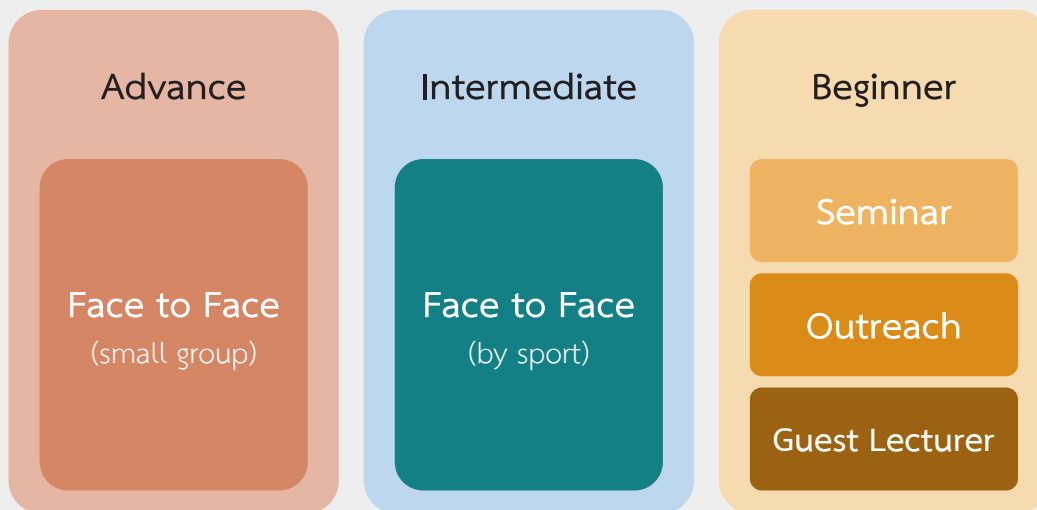 Advance
Face to Face
(small group)
Intermediate
Face to Face
(by sport)
Beginner
Seminar
Outreach
Guest Lecturer